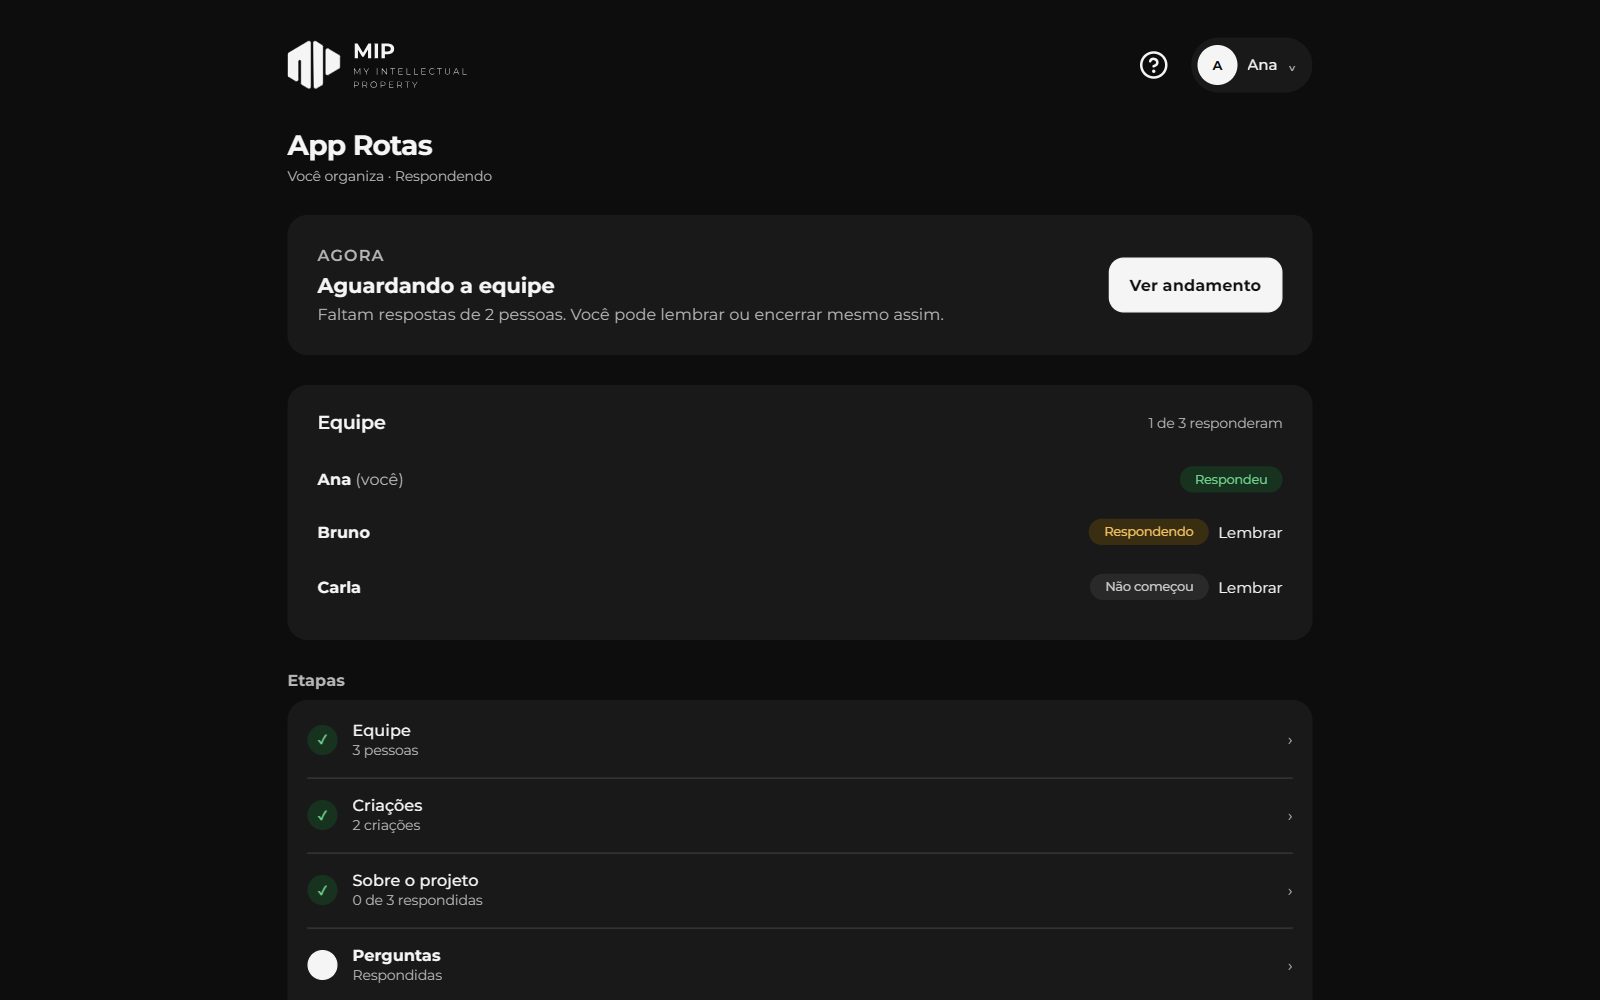 MIP
MY INTELLECTUAL
PROPERTY
A Ana
App Rotas
Você organiza · Respondendo
AGORA
Aguardando a equipe
Faltam respostas de 2 pessoas. Você pode lembrar ou encerrar mesmo assim.
Ver andamento
Equipe
1 de 3 responderam
Ana (você)
Respondeu
Bruno
Respondendo Lembrar
Carla
Não começou Lembrar
Etapas
Equipe
3 pessoas
Criações
2 criações
Sobre o projeto
0 de 3 respondidas
Perguntas
Respondidas